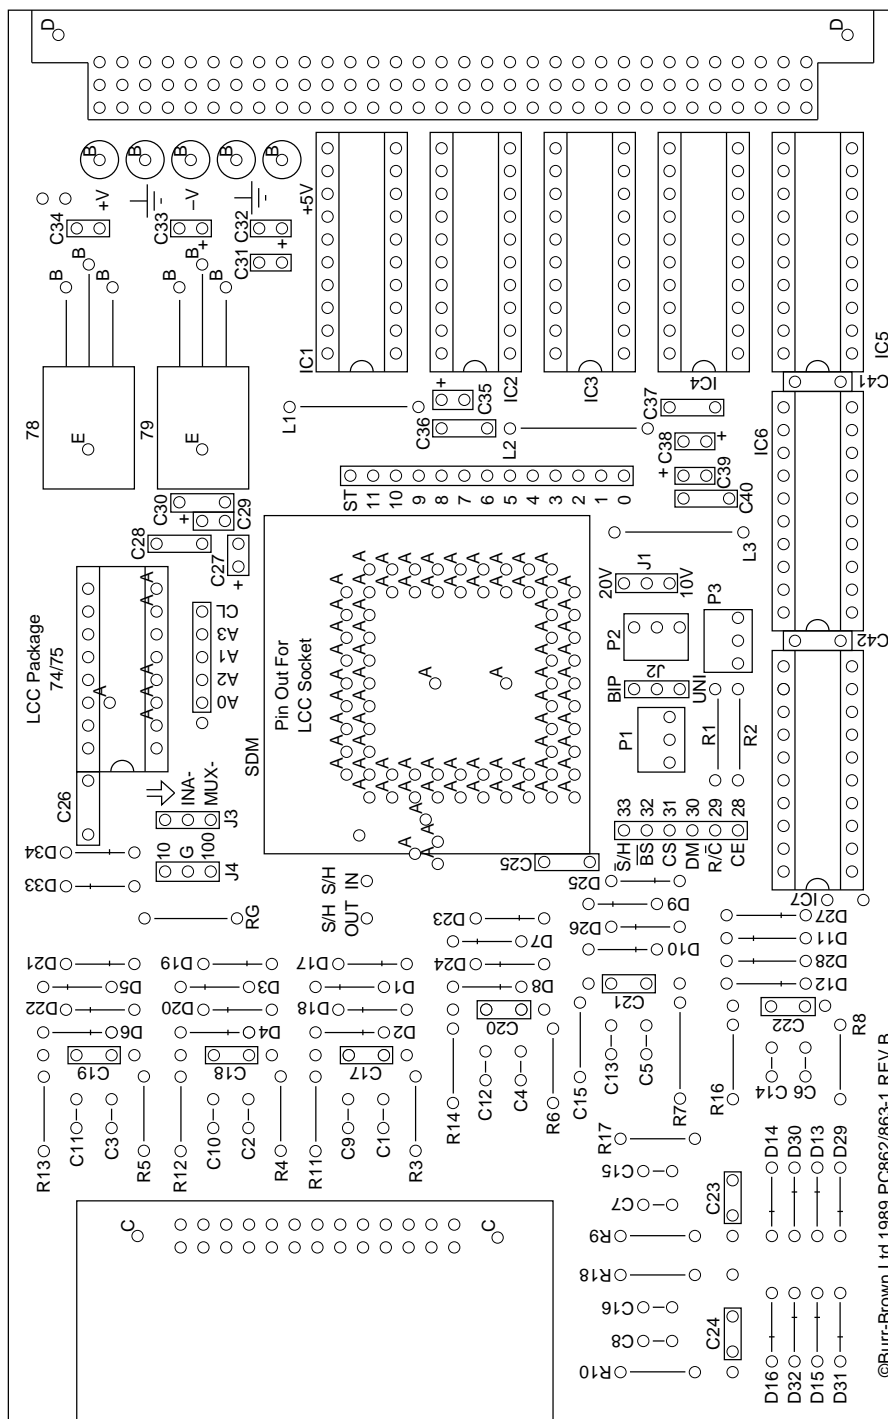 D D
B B B B B
C34 +V C33 –V C32 +5V
+ C31 +
B B B B B B
IC1 IC2 IC3 IC4 IC5
78 E 79 E
L1 + C35 C36 L2
C37 C38 + + C39 C40
C41 IC6
C30 + C29 C28 C27 +
ST 11 10 9 8 7 6 5 4 3 2 1 0
L3
LCC Package
74/75
A A A A A A
CL
A3
A1
A2
A0
SDM
Pin Out For
LCC Socket
A A A A A A A A A
A A A A A A A A A
A A
A A A
20V J1 10V
P2 P3
BIP J2 UNI
P1 R1 R2
C42
C26
INA-
MUX-
J3
10 G 100 J4
D34
D33
RG
S/H S/H
OUT IN
C25
S/H 33
BS 32
CS 31
DM 30
R/C 29
CE 28
IC7
D25
D9
D26
D10
D23
D7
D24
D8
D27
D11
D28
D12
D21 D19 D17
D5 D3 D1
D22 D20 D18
D6 D4 D2
C19 C18 C17 C20 C21 C22
R13 C11 C3 R5
R12 C10 C2 R4
R11 C9 C1 R3
R14 C12 C4 R6
C15 C13 C5 R7
R16 C14 C6 R8
R17
C15
C7
R9
C23
R18
C16
C8
R10
C24
D14 D30 D13 D29
D16 D32 D15 D31
C C
©Burr-Brown Ltd 1989 PC862/863-1 REV B